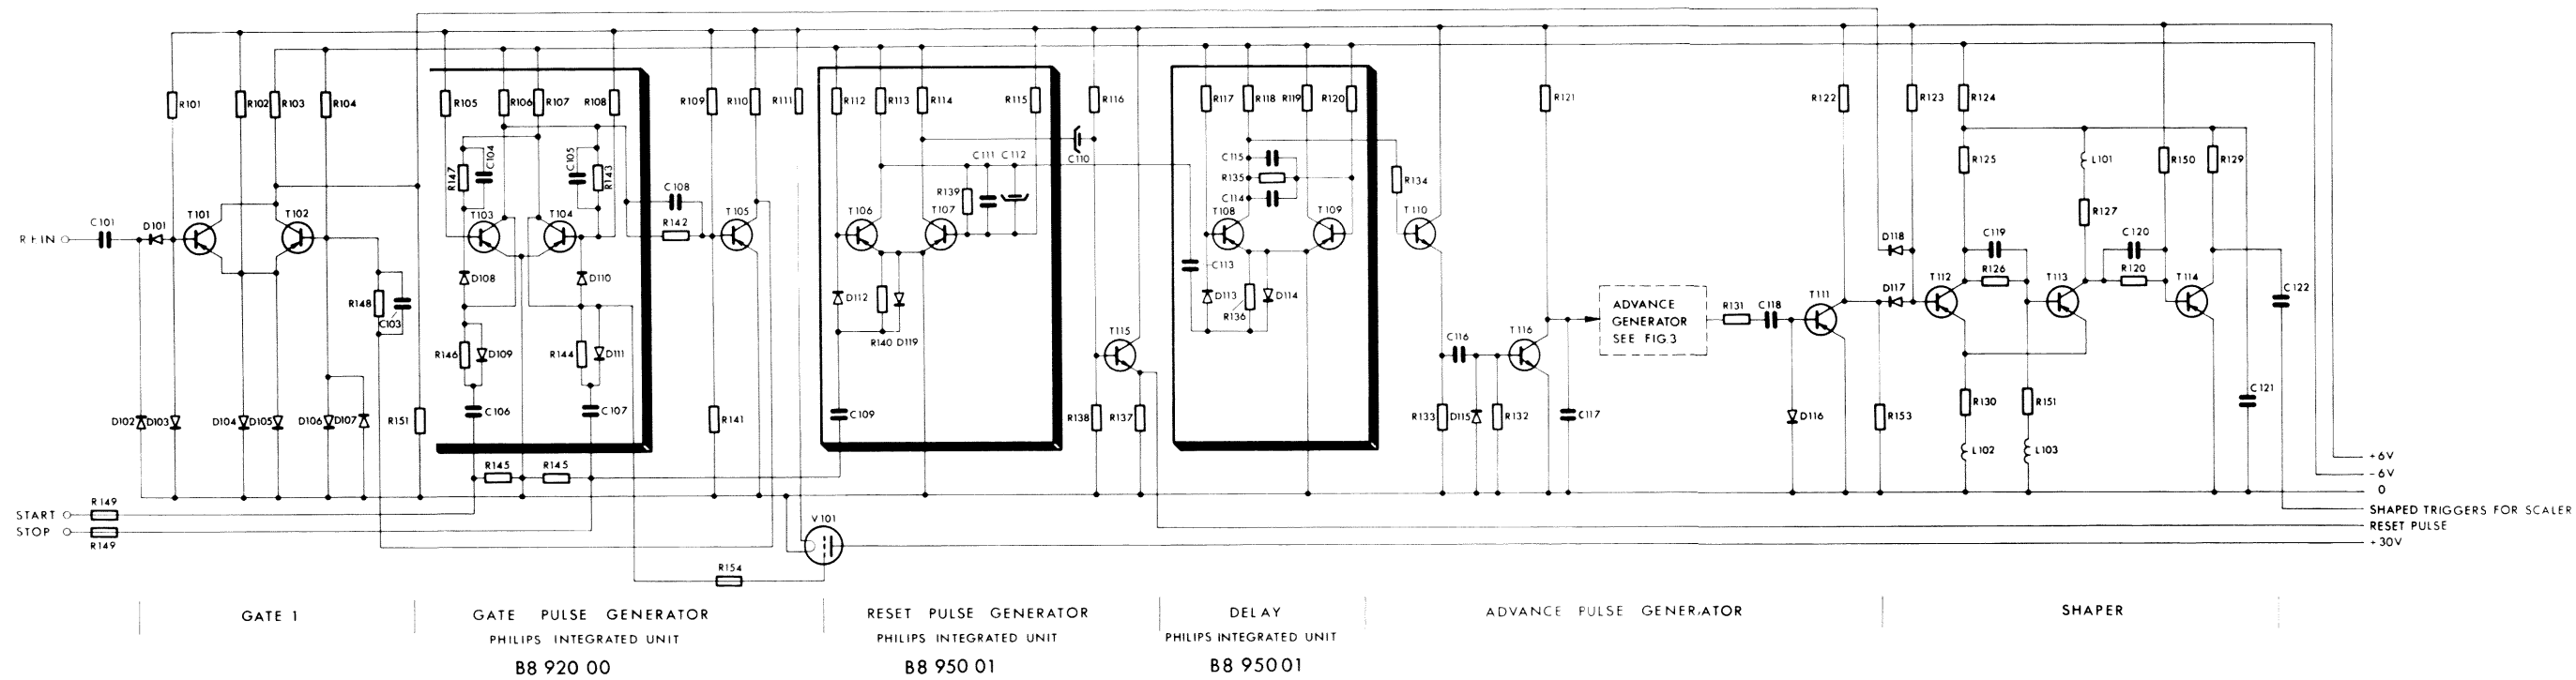 R101 R102 R103 R104 R105 R106 R107 R108 R109 R110 R111 R112 R113 R114 R115 R116 R117 R118 R119 R120 R121 R122 R123 R124
C104 C105 R147 R143 C111 C112 C110 C115 R135 C114 R134 R125 L101 R150 R129
C108 R139 R127
C101 D101 T101 T102 T103 T104 R142 T105 T106 T107 T108 T109 T110 D118 C119 C120
RF IN
D108 D110 C113 R126 R120
R148 C103 D112 D113 R136 D114 D117 T112 T113 T114 C122
ADVANCE
GENERATOR
SEE FIG.3
R131 C118 T111
R146 D109 R144 D111 R140 D119 T115 C116 T116
D102 D103 D104 D105 D106 D107 R151 C106 C107 R141 C109 R138 R137 R133 D115 R132 C117 D116 R153 R130 R151 C121
L102 L103
R145 R145
+6V
-6V
0
START R149
STOP R149
V101
SHAPED TRIGGERS FOR SCALER
RESET PULSE
+30V
R154
GATE 1
GATE PULSE GENERATOR
PHILIPS INTEGRATED UNIT
B8 920 00
RESET PULSE GENERATOR
PHILIPS INTEGRATED UNIT
B8 950 01
DELAY
PHILIPS INTEGRATED UNIT
B8 950 01
ADVANCE PULSE GENERATOR
SHAPER